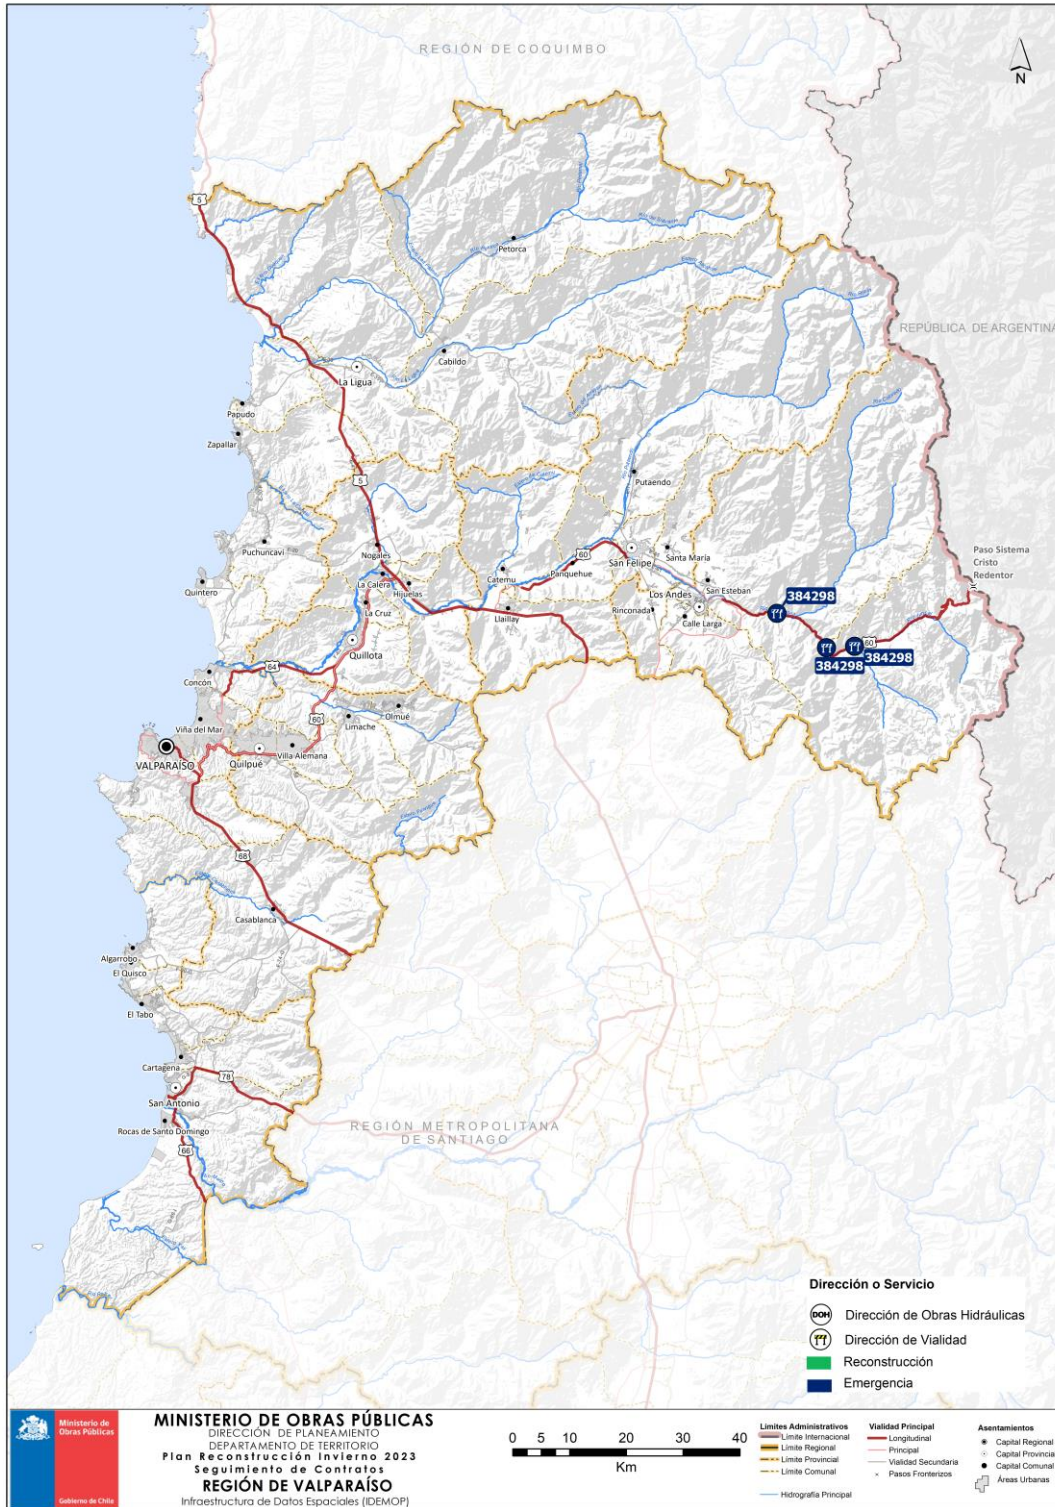 REGIÓN DE COQUIMBO
N
5
Petorca
REPÚBLICA DE ARGENTINA
Cabildo
La Ligua
Papudo
Zapallar
5
Putaendo
Puchuncaví
Nogales
60
Santa María
San Felipe
Paso Sistema
Cristo
Redentor
La Calera
Catemu
Panquehue
San Esteban
Quintero
Hijuelas
Los Andes
384298
La Cruz
Llaillay
Rinconada
Calle Larga
Quillota
60
384298
384298
Concón
64
Olmué
Limache
60
Viña del Mar
VALPARAÍSO
Quilpué
Villa Alemana
68
Casablanca
Algarrobo
El Quisco
El Tabo
Cartagena
78
San Antonio
Rocas de Santo Domingo
REGIÓN METROPOLITANA
DE SANTIAGO
66
Dirección o Servicio
DOH Dirección de Obras Hidráulicas
Dirección de Vialidad
Reconstrucción
Emergencia
Ministerio de
Obras Públicas
Gobierno de Chile
MINISTERIO DE OBRAS PÚBLICAS
DIRECCIÓN DE PLANEAMIENTO
DEPARTAMENTO DE TERRITORIO
Plan Reconstrucción Invierno 2023
Seguimiento de Contratos
REGIÓN DE VALPARAÍSO
Infraestructura de Datos Espaciales (IDEMOP)
0 5 10 20 30 40
Km
Límites Administrativos
Límite Internacional
Límite Regional
Límite Provincial
Límite Comunal
Hidrografía Principal
Vialidad Principal
Longitudinal
Principal
Vialidad Secundaria
Pasos Fronterizos
Asentamientos
Capital Regional
Capital Provincia
Capital Comunal
Áreas Urbanas